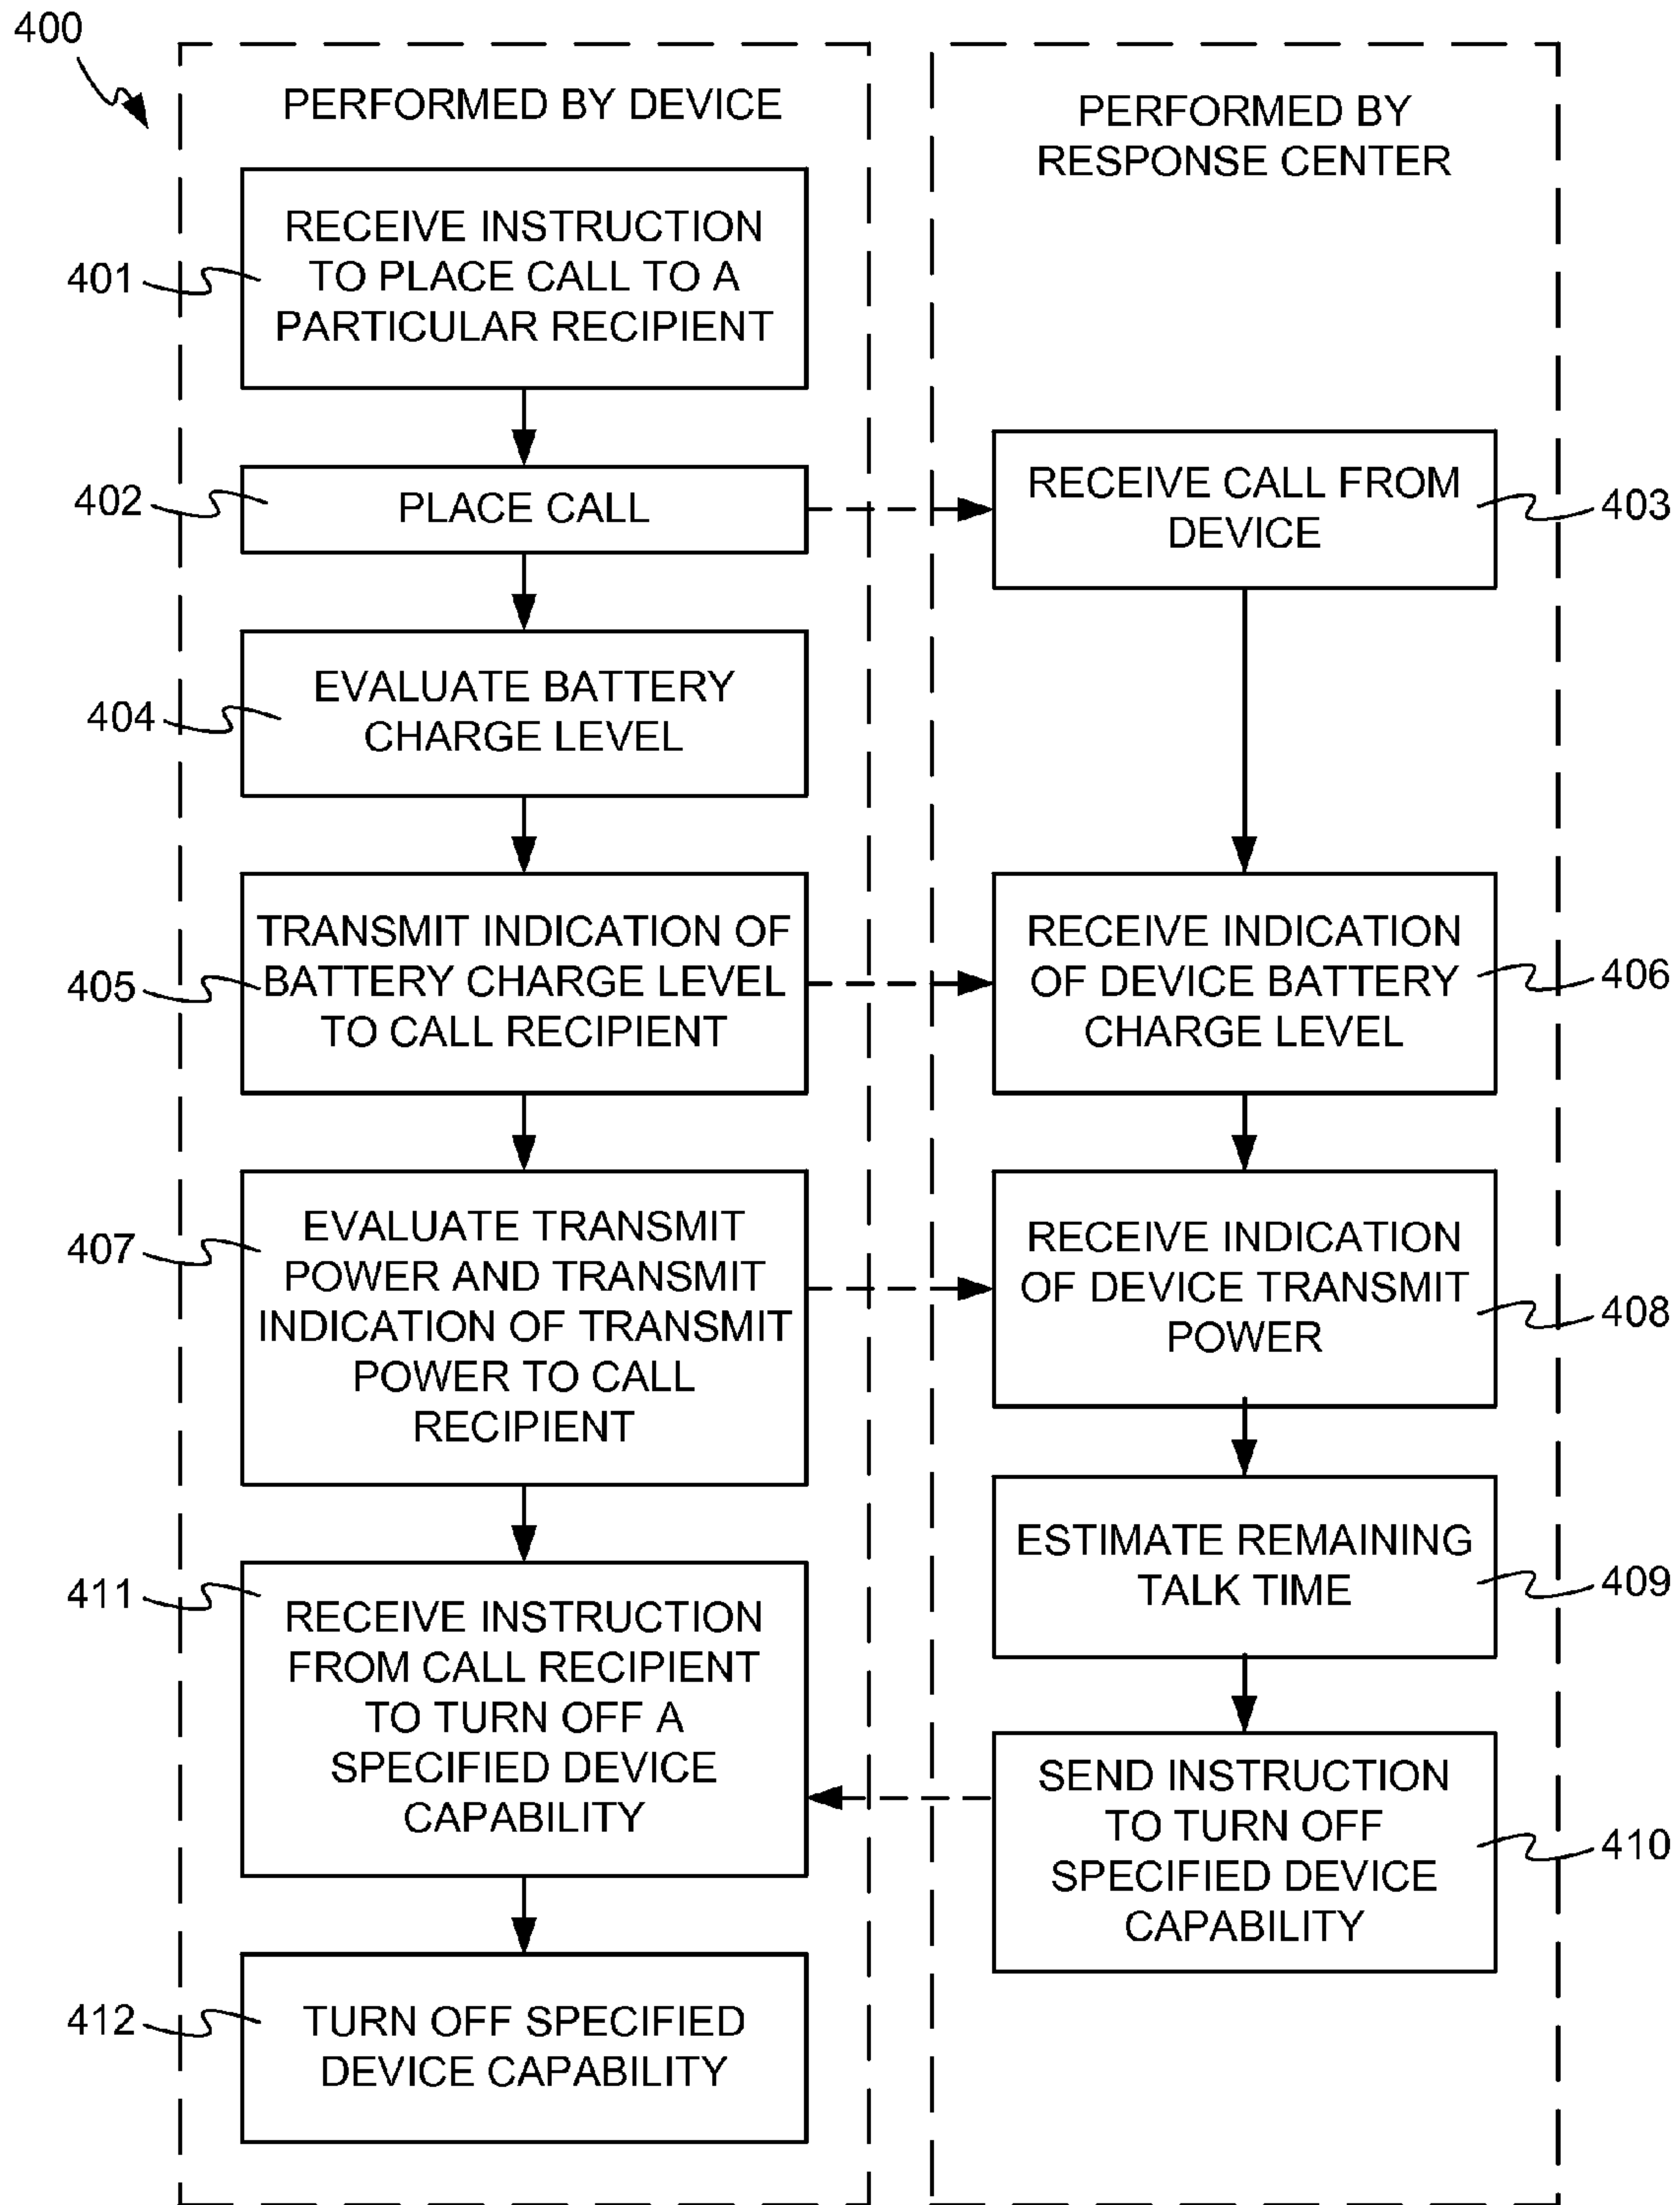 400
PERFORMED BY DEVICE
401
RECEIVE INSTRUCTION
TO PLACE CALL TO A
PARTICULAR RECIPIENT
402
PLACE CALL
404
EVALUATE BATTERY
CHARGE LEVEL
405
TRANSMIT INDICATION OF
BATTERY CHARGE LEVEL
TO CALL RECIPIENT
407
EVALUATE TRANSMIT
POWER AND TRANSMIT
INDICATION OF TRANSMIT
POWER TO CALL
RECIPIENT
411
RECEIVE INSTRUCTION
FROM CALL RECIPIENT
TO TURN OFF A
SPECIFIED DEVICE
CAPABILITY
412
TURN OFF SPECIFIED
DEVICE CAPABILITY
PERFORMED BY
RESPONSE CENTER
RECEIVE CALL FROM
DEVICE
403
RECEIVE INDICATION
OF DEVICE BATTERY
CHARGE LEVEL
406
RECEIVE INDICATION
OF DEVICE TRANSMIT
POWER
408
ESTIMATE REMAINING
TALK TIME
409
SEND INSTRUCTION
TO TURN OFF
SPECIFIED DEVICE
CAPABILITY
410